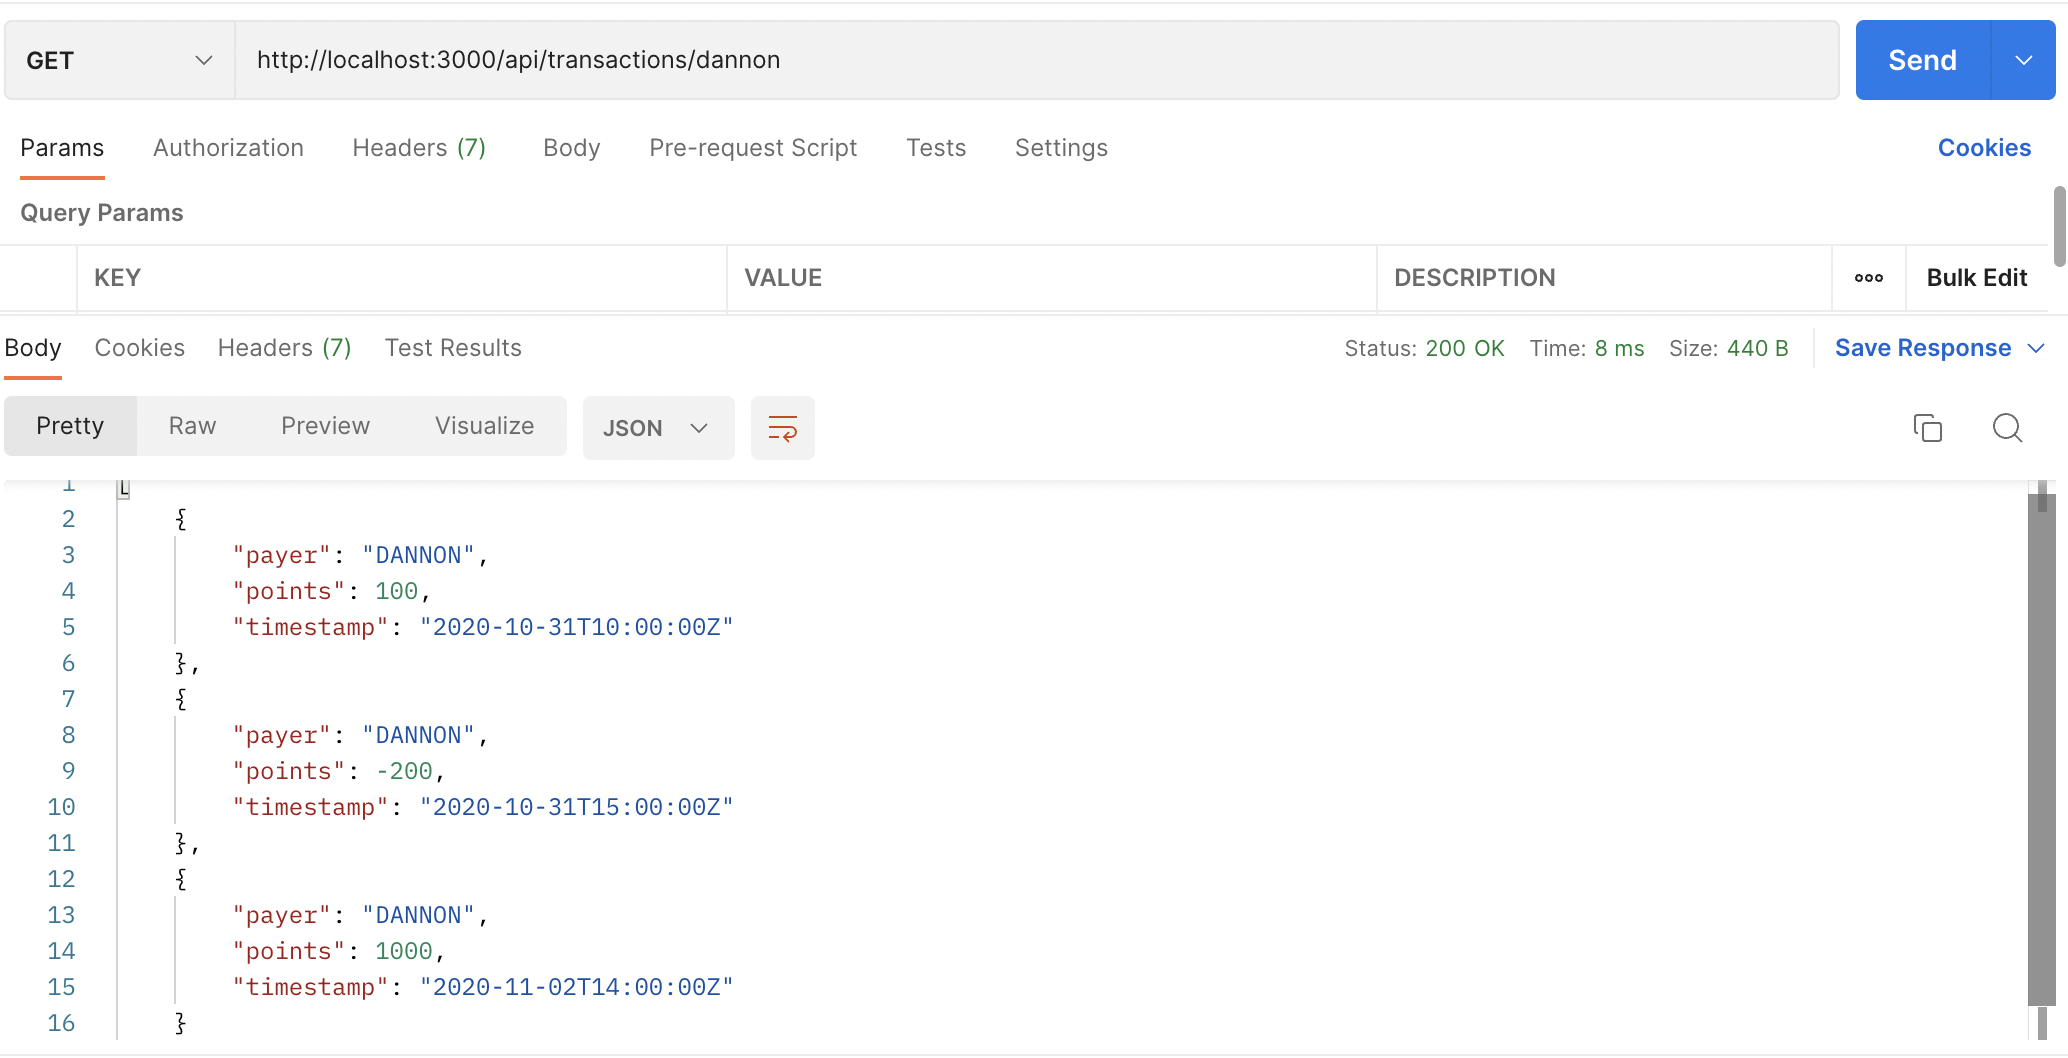 GET http://localhost:3000/api/transactions/dannon Send
Params Authorization Headers (7) Body Pre-request Script Tests Settings Cookies
Query Params
KEY VALUE DESCRIPTION ooo Bulk Edit
Body Cookies Headers (7) Test Results Status: 200 OK Time: 8 ms Size: 440 B Save Response
Pretty Raw Preview Visualize JSON
1 [
2 {
3 "payer": "DANNON",
4 "points": 100,
5 "timestamp": "2020-10-31T10:00:00Z"
6 },
7 {
8 "payer": "DANNON",
9 "points": -200,
10 "timestamp": "2020-10-31T15:00:00Z"
11 },
12 {
13 "payer": "DANNON",
14 "points": 1000,
15 "timestamp": "2020-11-02T14:00:00Z"
16 }